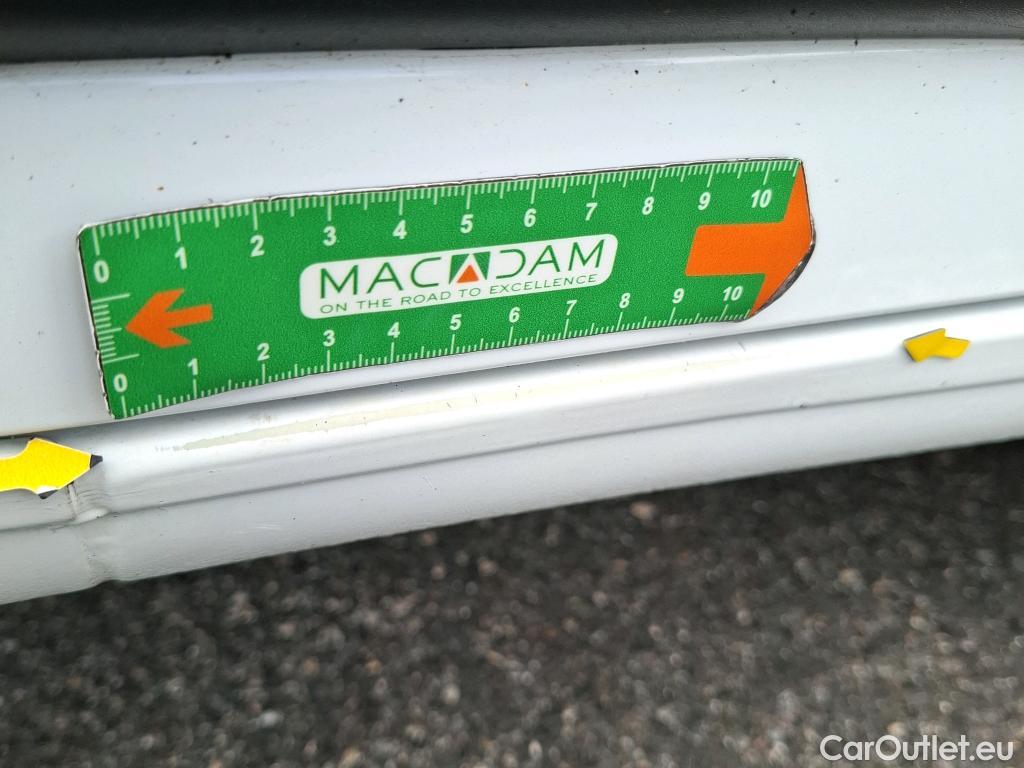 0 1 2 3 4 5 6 7 8 9 10
MACADAM
ON THE ROAD TO EXCELLENCE
0 1 2 3 4 5 6 7 8 9 10
CarOutlet.eu